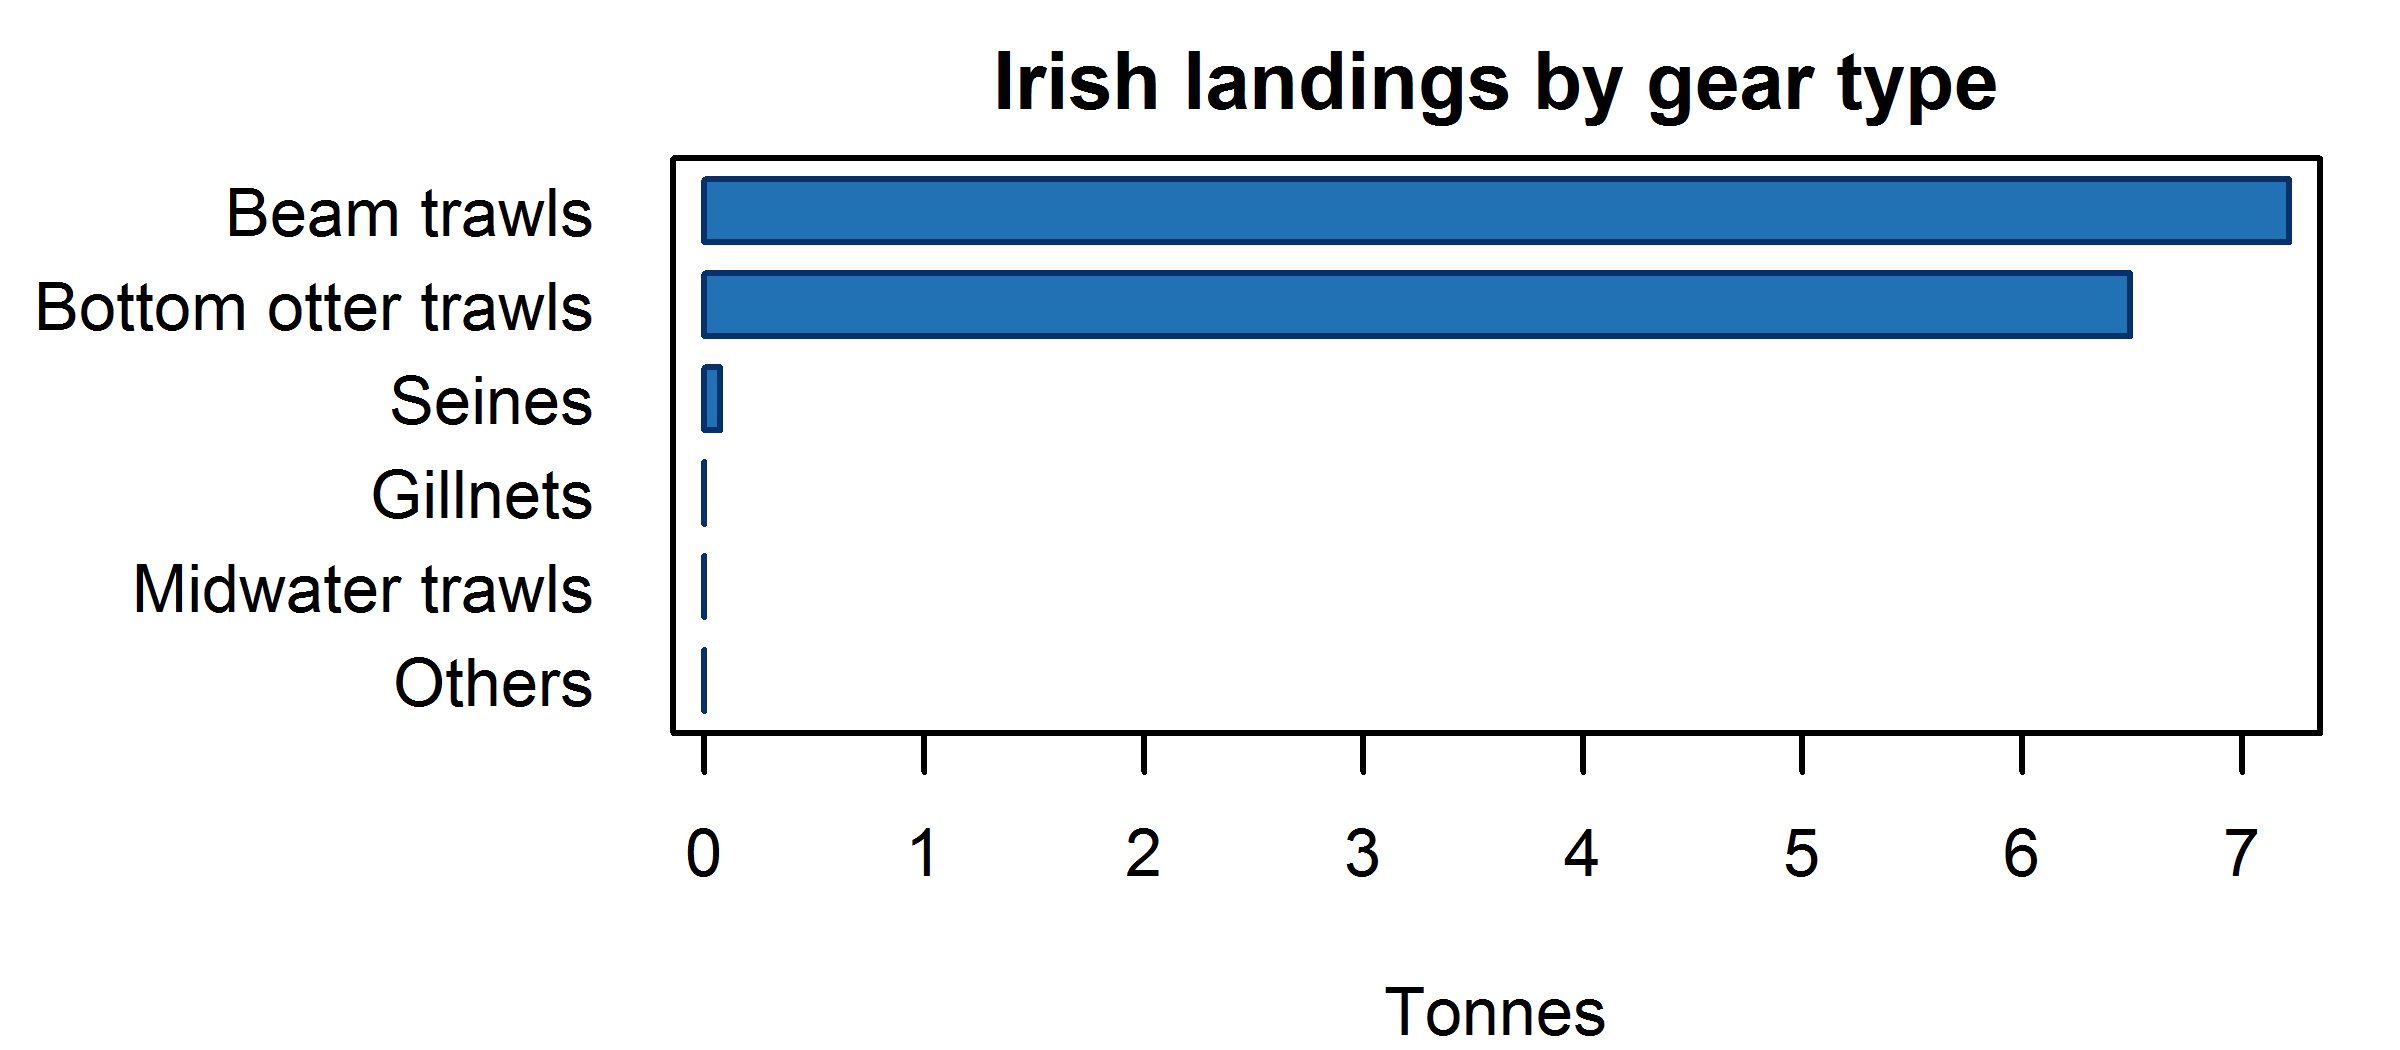 Irish landings by gear type
Beam trawls
Bottom otter trawls
Seines
Gillnets
Midwater trawls
Others
0 1 2 3 4 5 6 7
Tonnes